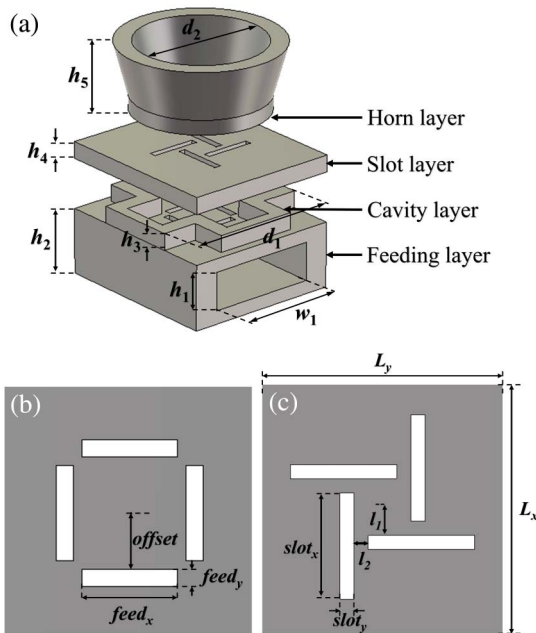 (a)
d2
h5
Horn layer
h4
Slot layer
Cavity layer
h2
h3
d1
Feeding layer
h1
w1
(b)
offset
feedy
feedx
(c)
Ly
Lx
l1
slotx
l2
sloty